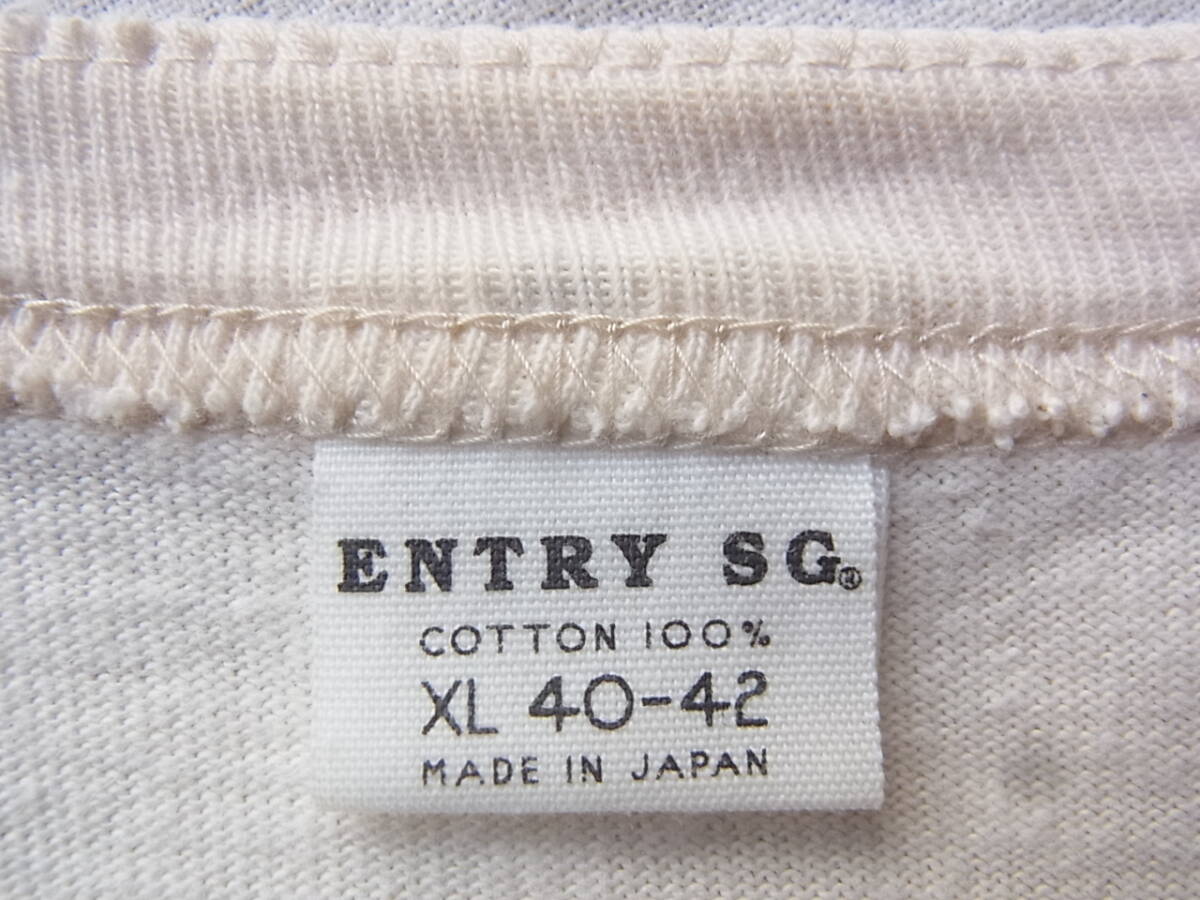 ENTRY SG®
COTTON 100%
XL 40-42
MADE IN JAPAN